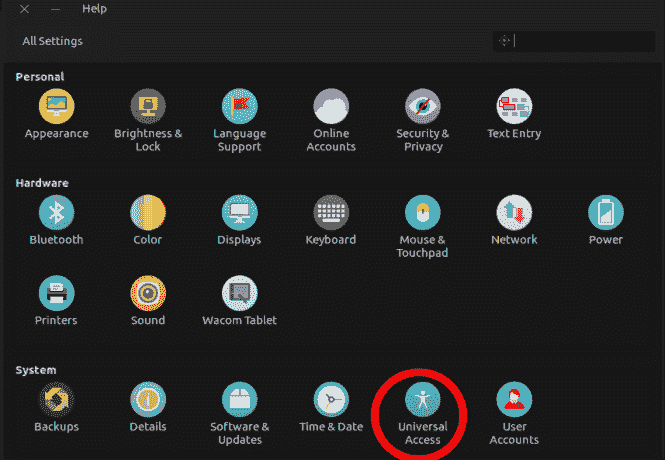 Help
All Settings
Personal
Appearance
Brightness &
Lock
Language
Support
Online
Accounts
Security &
Privacy
Text Entry
Hardware
Bluetooth
Color
Displays
Keyboard
Mouse &
Touchpad
Network
Power
Printers
Sound
Wacom Tablet
System
Backups
Details
Software &
Updates
Time & Date
Universal
Access
User
Accounts